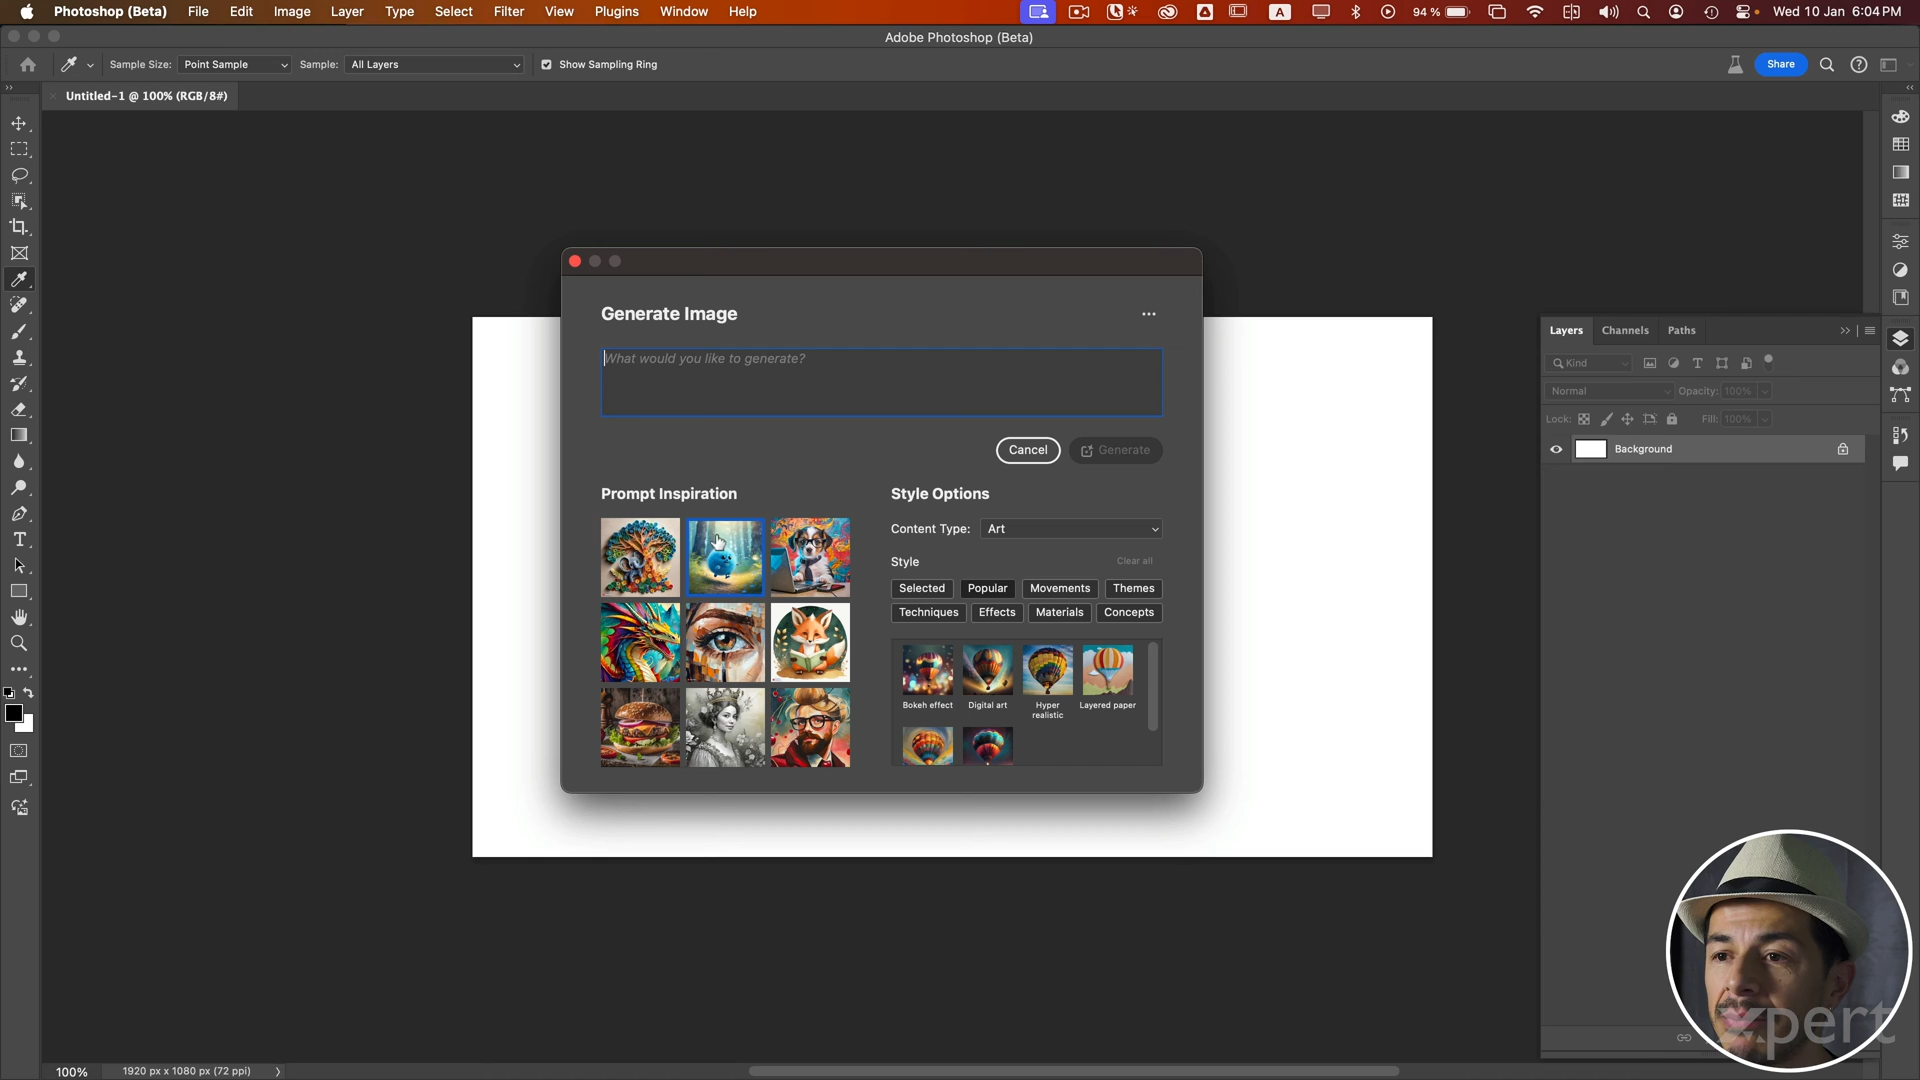 Photoshop (Beta) File Edit Image Layer Type Select Filter View Plugins Window Help
A 94 % Wed 10 Jan 6:04 PM
Adobe Photoshop (Beta)
Sample Size: Point Sample Sample: All Layers Show Sampling Ring
Share
Untitled-1 @ 100% (RGB/8#)
Generate Image
What would you like to generate?
Cancel Generate
Prompt Inspiration
Style Options
Content Type: Art
Style Clear all
Selected Popular Movements Themes
Techniques Effects Materials Concepts
Bokeh effect Digital art Hyper realistic Layered paper
Layers Channels Paths
Kind
Normal Opacity: 100%
Lock: Fill: 100%
Background
xpert
100% 1920 px x 1080 px (72 ppi)